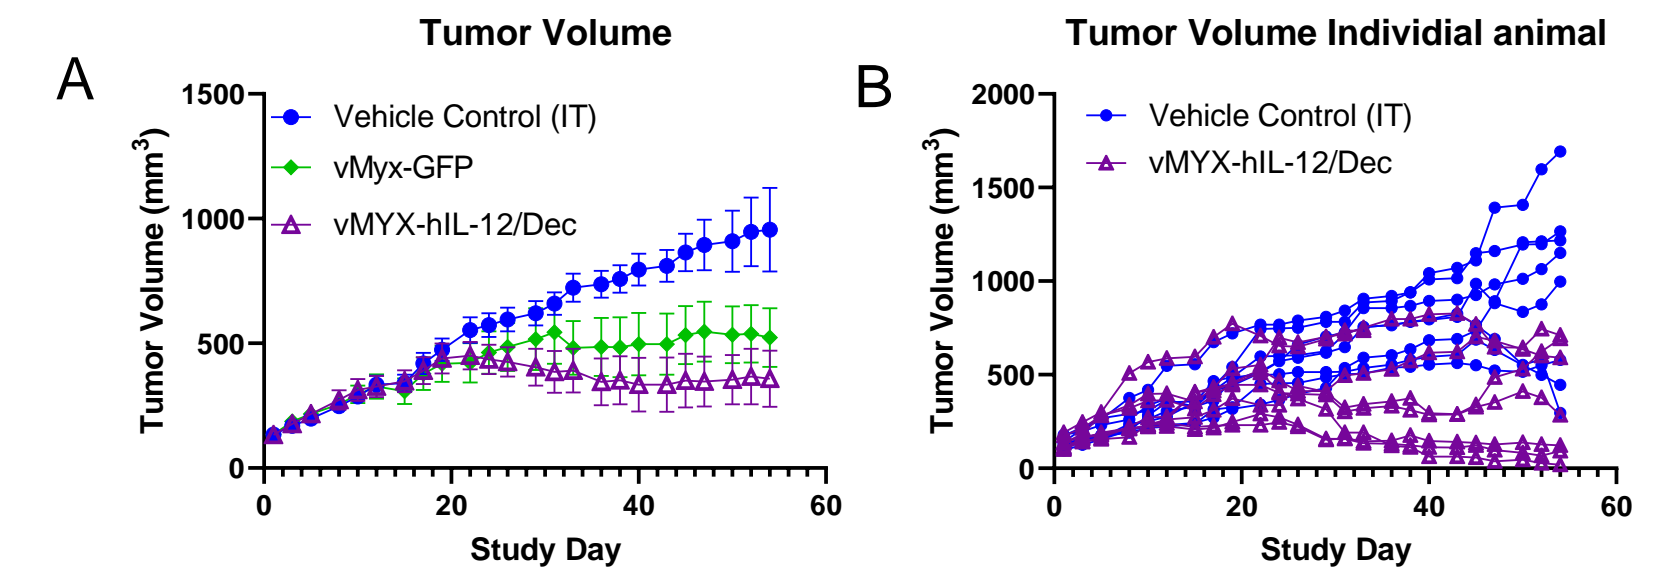 A
Tumor Volume
Tumor Volume (mm3)
1500
1000
500
0
Vehicle Control (IT)
vMyx-GFP
vMYX-hIL-12/Dec
0
20
40
60
Study Day
B
Tumor Volume Individial animal
Tumor Volume (mm3)
2000
1500
1000
500
0
Vehicle Control (IT)
vMYX-hIL-12/Dec
0
20
40
60
Study Day